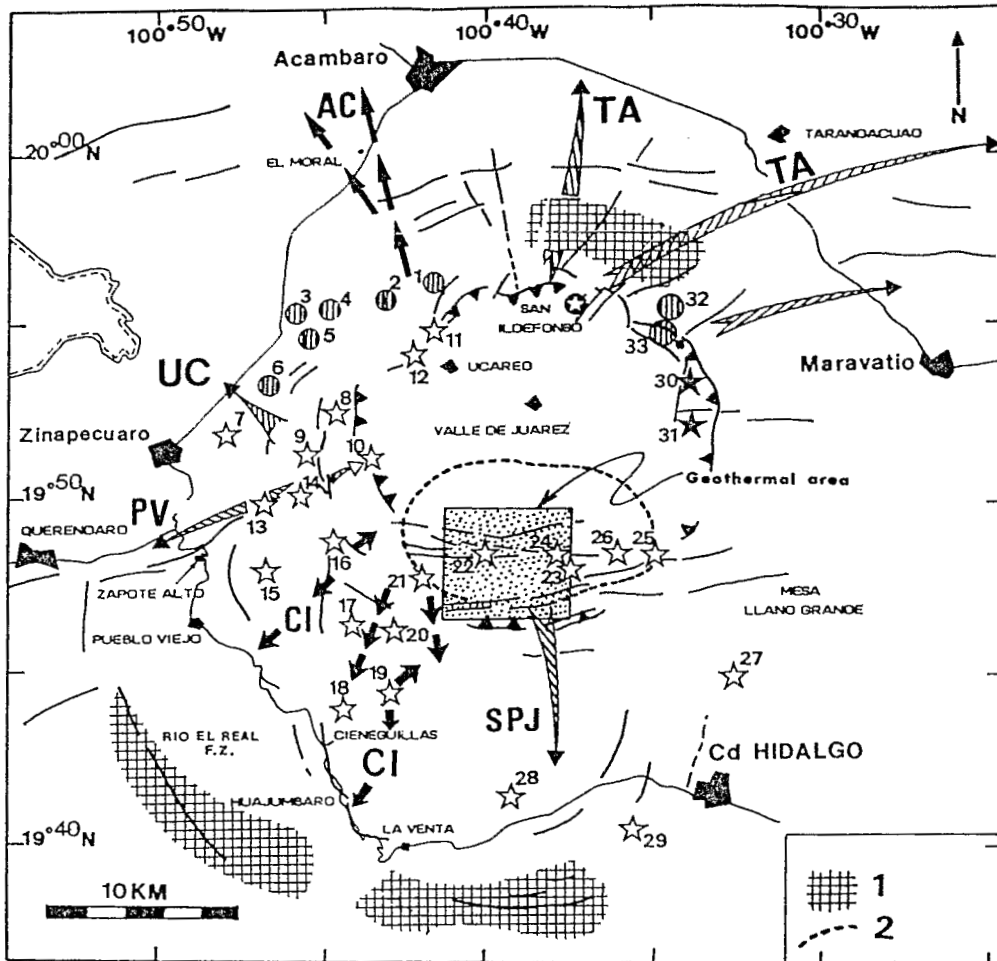 100°50' W
100°40' W
100°30' W
Acambaro
AC
TA
N
TARANDACUAO
20°00' N
EL MORAL
TA
1
2
3
4
5
6
32
33
SAN ILDEFONSO
11
12
UCAREO
Maravatio
UC
30
7
8
VALLE DE JUAREZ
31
Zinapecuaro
9
10
Geothermal area
19°50' N
14
13
PV
QUERENDARO
16
22
24
23
26
25
21
ZAPOTE ALTO
15
MESA
LLANO GRANDE
CI
17
20
PUEBLO VIEJO
19
18
27
SPJ
CIENEGUILLAS
RIO EL REAL
F.Z.
CI
Cd HIDALGO
HUAJUMBARO
28
LA VENTA
29
19°40' N
10 KM
1
2